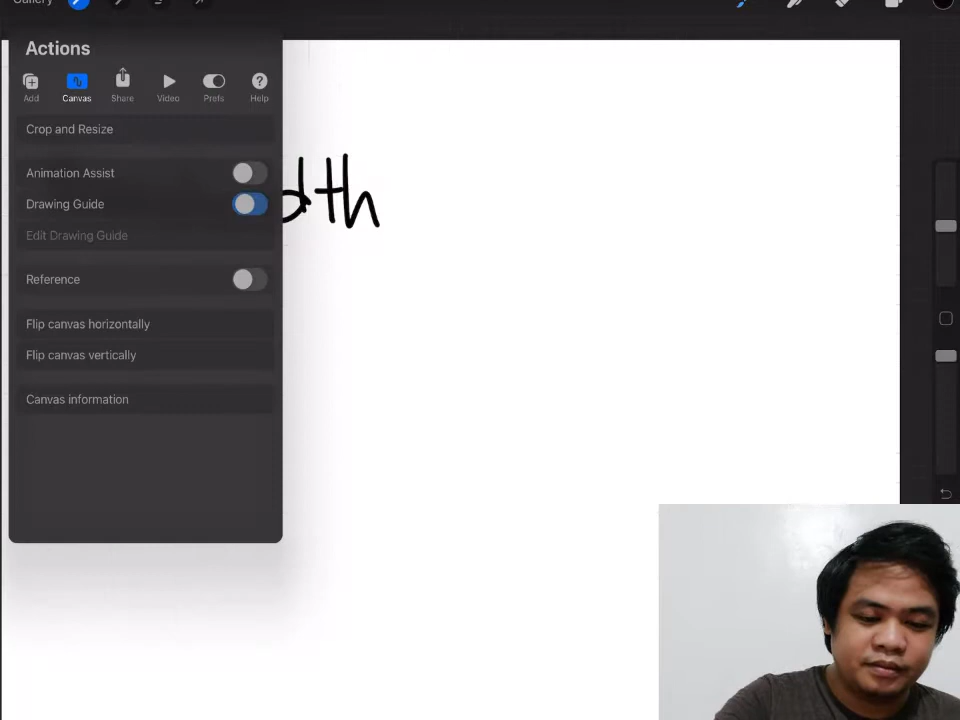 Gallery
Actions
Add Canvas Share Video Prefs Help
Crop and Resize
Animation Assist
Drawing Guide
Edit Drawing Guide
Reference
Flip canvas horizontally
Flip canvas vertically
Canvas information
dth